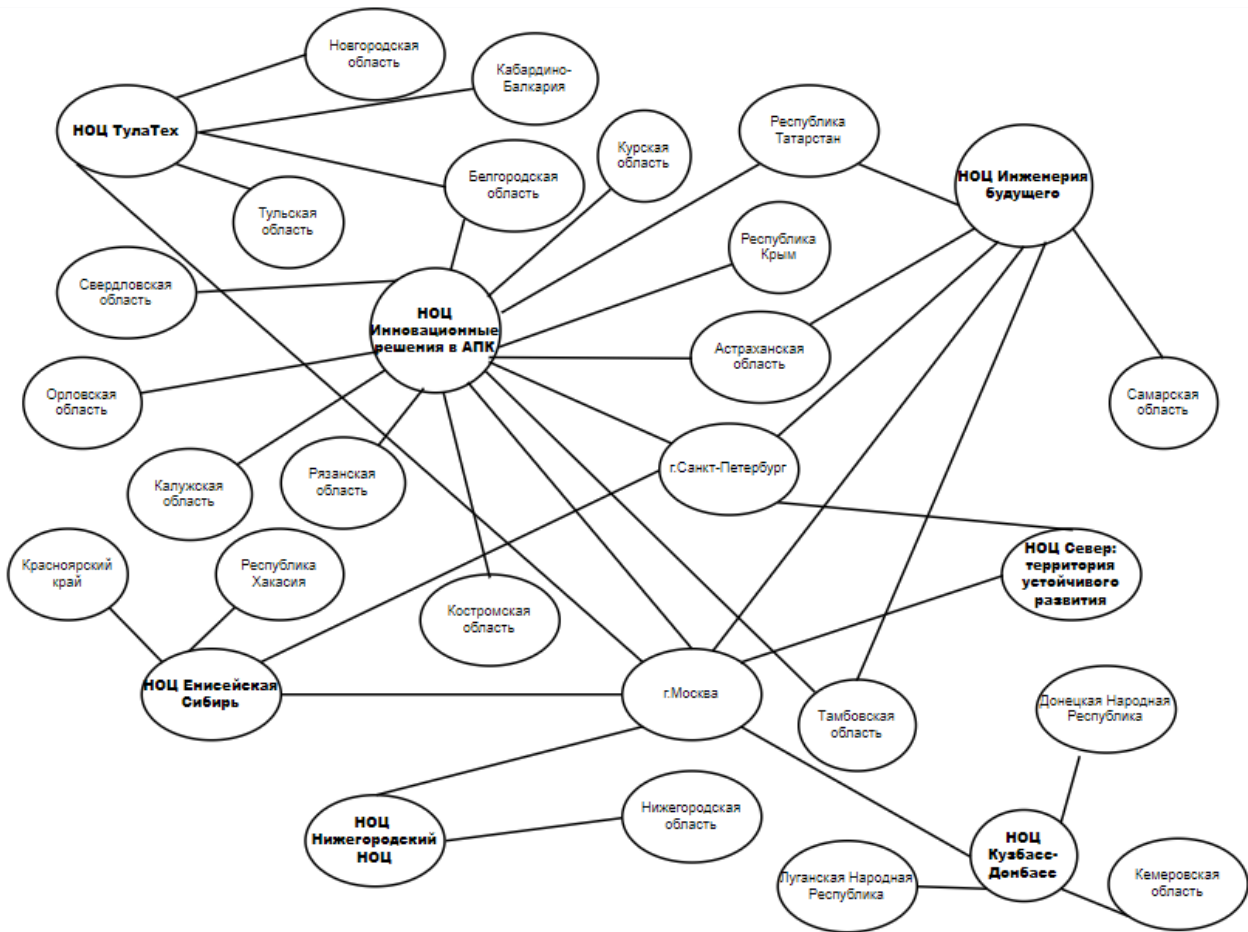 Новгородская
область
Кабардино-
Балкария
НОЦ ТулаТех
Республика
Татарстан
Курская
область
Белгородская
область
НОЦ Инженерия
будущего
Тульская
область
Республика
Крым
Свердловская
область
НОЦ
Инновационные
решения в АПК
Астраханская
область
Орловская
область
Самарская
область
г.Санкт-Петербург
Калужская
область
Рязанская
область
Красноярский
край
Республика
Хакасия
НОЦ Север:
территория
устойчивого
развития
Костромская
область
НОЦ Енисейская
Сибирь
г.Москва
Тамбовская
область
Донецкая Народная
Республика
НОЦ
Нижегородский
НОЦ
Нижегородская
область
НОЦ
Кузбасс-
Донбасс
Луганская Народная
Республика
Кемеровская
область